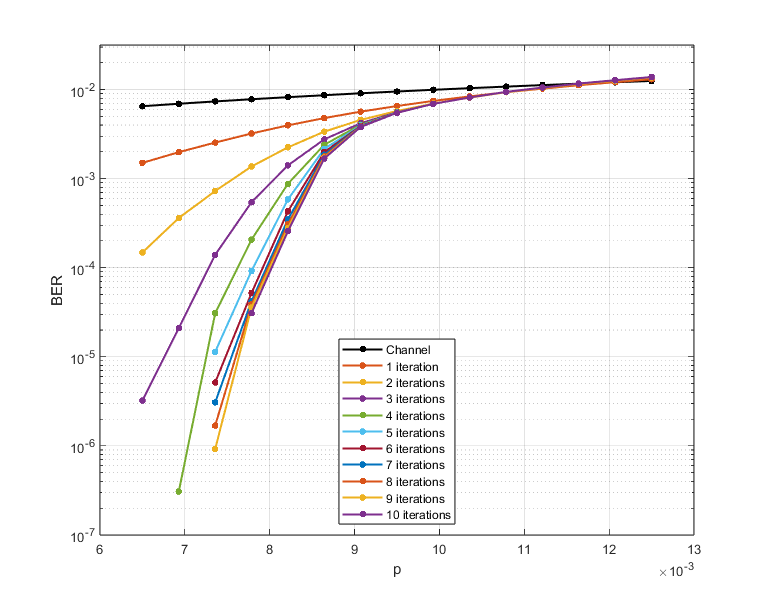 10^-2
10^-3
10^-4
10^-5
10^-6
10^-7
BER
Channel
1 iteration
2 iterations
3 iterations
4 iterations
5 iterations
6 iterations
7 iterations
8 iterations
9 iterations
10 iterations
6 7 8 9 10 11 12 13
p
×10^-3